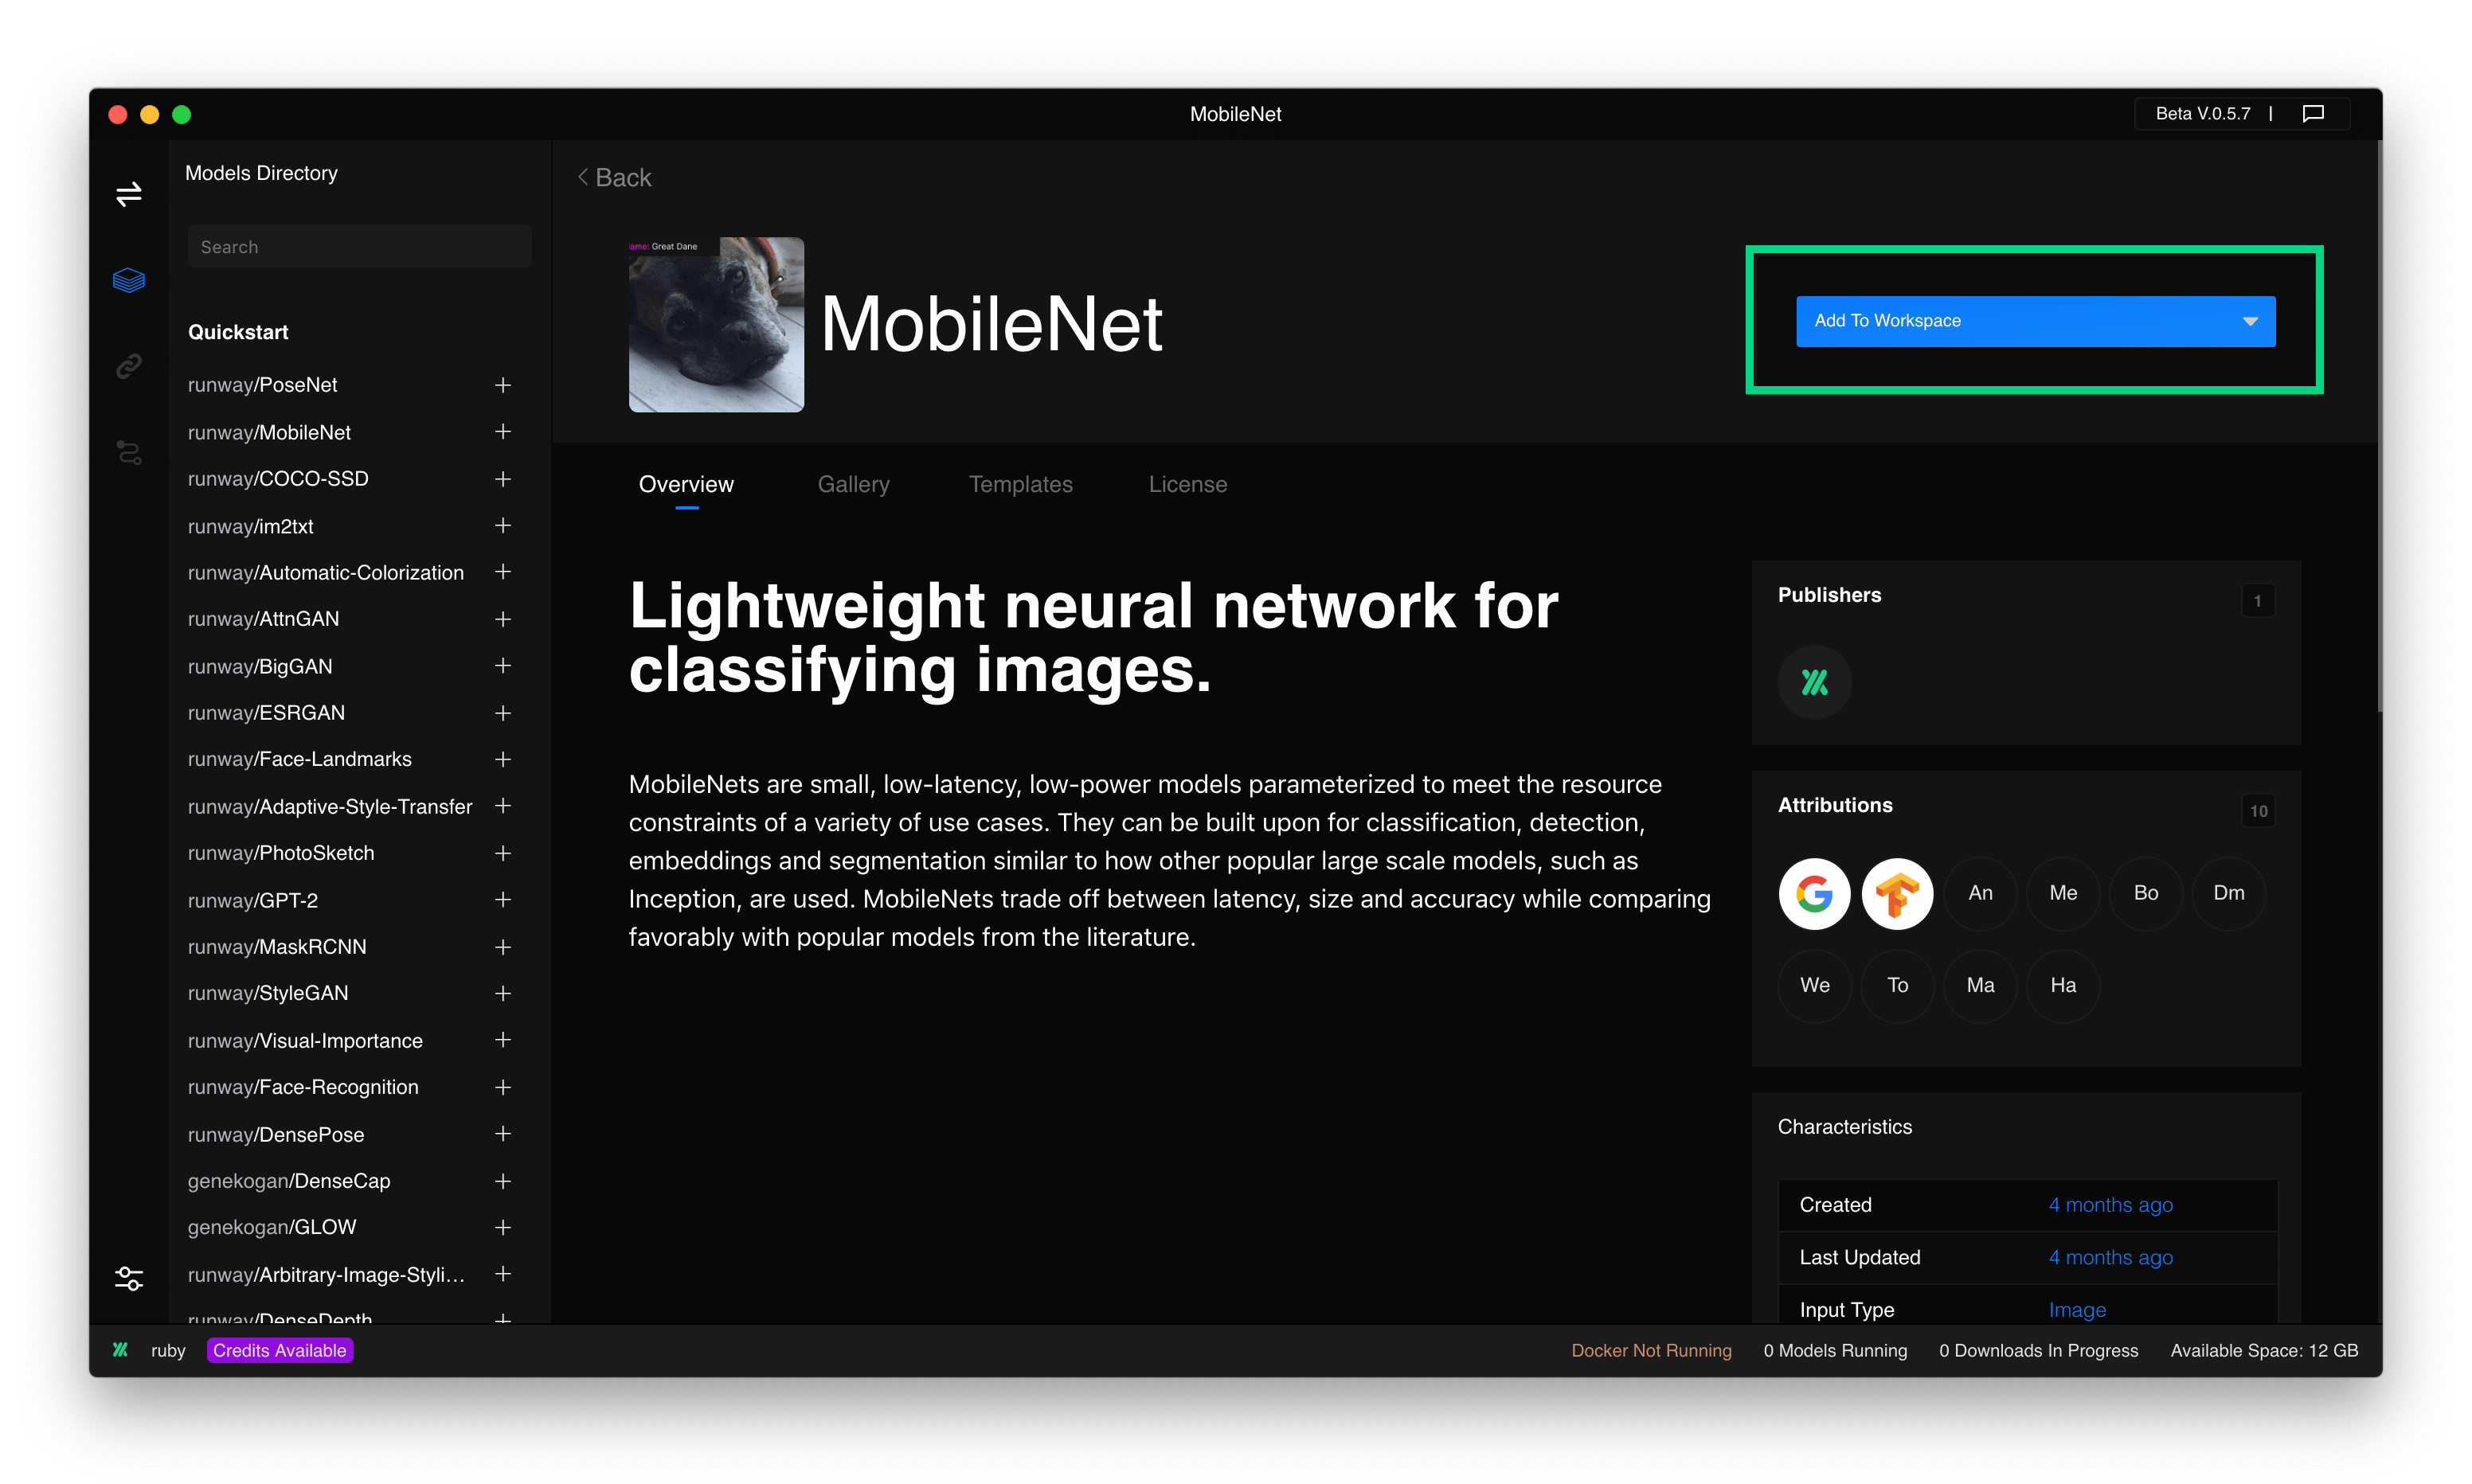 MobileNet
Beta V.0.5.7 |
Models Directory
Search
Quickstart
runway/PoseNet
runway/MobileNet
runway/COCO-SSD
runway/im2txt
runway/Automatic-Colorization
runway/AttnGAN
runway/BigGAN
runway/ESRGAN
runway/Face-Landmarks
runway/Adaptive-Style-Transfer
runway/PhotoSketch
runway/GPT-2
runway/MaskRCNN
runway/StyleGAN
runway/Visual-Importance
runway/Face-Recognition
runway/DensePose
genekogan/DenseCap
genekogan/GLOW
runway/Arbitrary-Image-Styli...
runway/DenseDepth
Back
ame: Great Dane
MobileNet
Add To Workspace
Overview
Gallery
Templates
License
Lightweight neural network for
classifying images.
MobileNets are small, low-latency, low-power models parameterized to meet the resource
constraints of a variety of use cases. They can be built upon for classification, detection,
embeddings and segmentation similar to how other popular large scale models, such as
Inception, are used. MobileNets trade off between latency, size and accuracy while comparing
favorably with popular models from the literature.
Publishers
1
Attributions
10
An
Me
Bo
Dm
We
To
Ma
Ha
Characteristics
Created 4 months ago
Last Updated 4 months ago
Input Type Image
ruby
Credits Available
Docker Not Running
0 Models Running
0 Downloads In Progress
Available Space: 12 GB